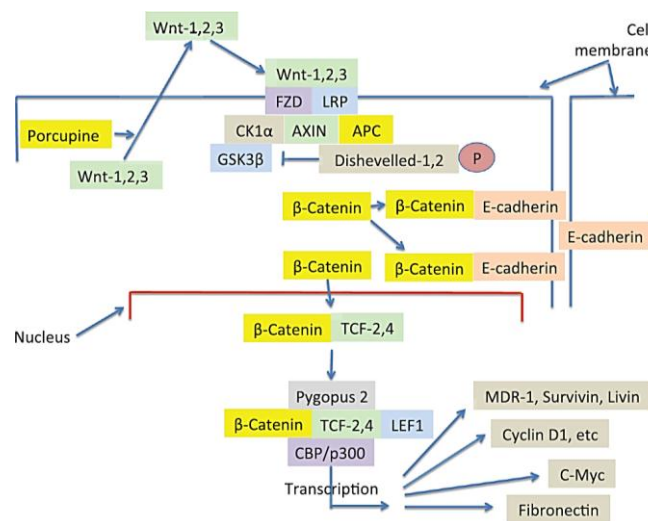 Wnt-1,2,3
Cel
membrane
Wnt-1,2,3
FZD LRP
Porcupine
CK1α AXIN APC
GSK3β Dishevelled-1,2 P
Wnt-1,2,3
β-Catenin β-Catenin E-cadherin
E-cadherin
β-Catenin β-Catenin E-cadherin
Nucleus
β-Catenin TCF-2,4
Pygopus 2
MDR-1, Survivin, Livin
β-Catenin TCF-2,4 LEF1
Cyclin D1, etc
CBP/p300
C-Myc
Transcription
Fibronectin